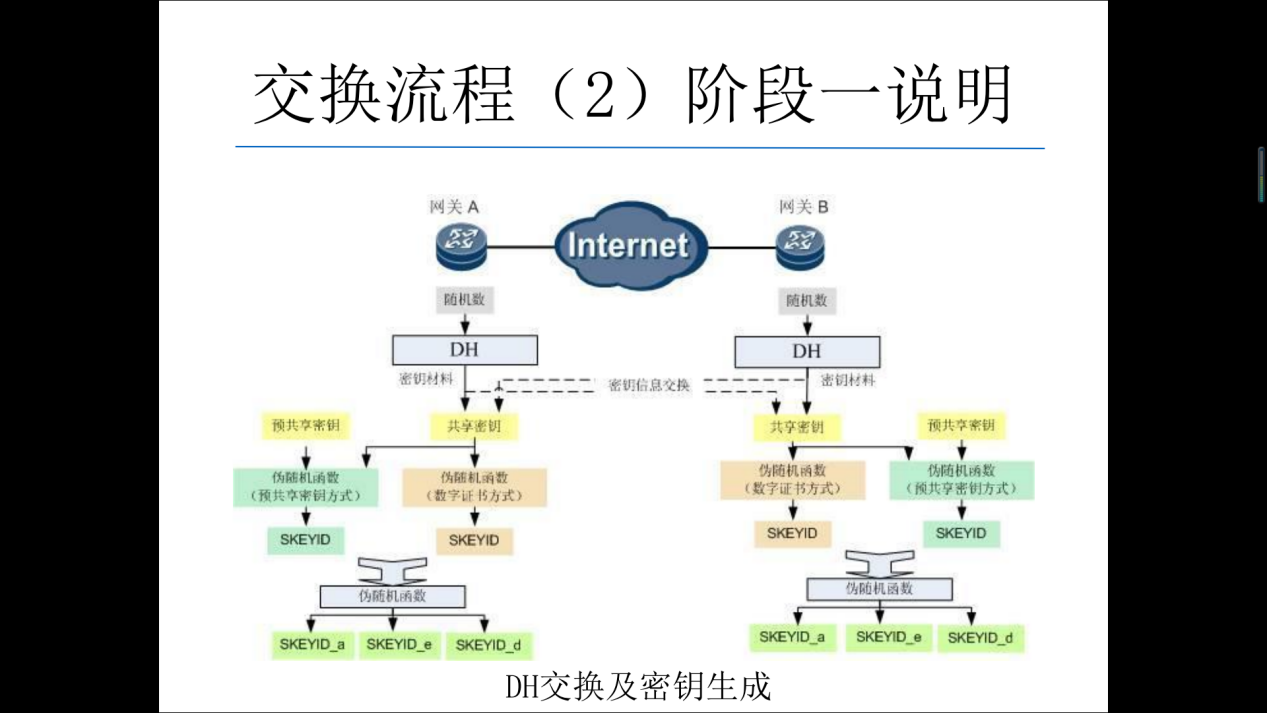 交换流程（2）阶段一说明
网关 A
网关 B
Internet
随机数
随机数
DH
DH
密钥材料
密钥信息交换
密钥材料
预共享密钥
共享密钥
共享密钥
预共享密钥
伪随机函数
（预共享密钥方式）
伪随机函数
（数字证书方式）
伪随机函数
（数字证书方式）
伪随机函数
（预共享密钥方式）
SKEYID
SKEYID
SKEYID
SKEYID
伪随机函数
伪随机函数
SKEYID_a
SKEYID_e
SKEYID_d
SKEYID_a
SKEYID_e
SKEYID_d
DH交换及密钥生成